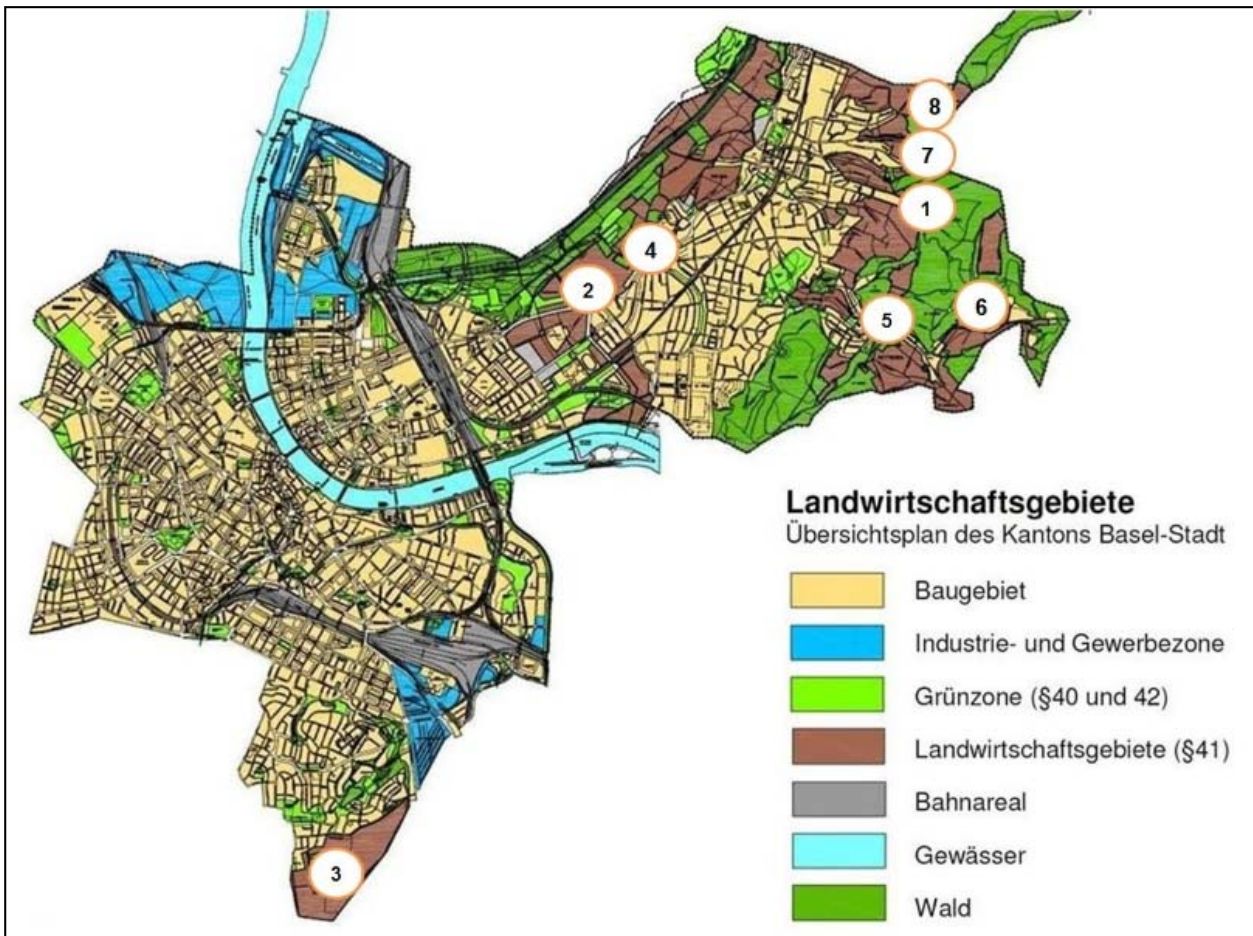 8
7
1
4
2
6
5
3
Landwirtschaftsgebiete
Übersichtsplan des Kantons Basel-Stadt
Baugebiet
Industrie- und Gewerbezone
Grünzone (§40 und 42)
Landwirtschaftsgebiete (§41)
Bahnareal
Gewässer
Wald